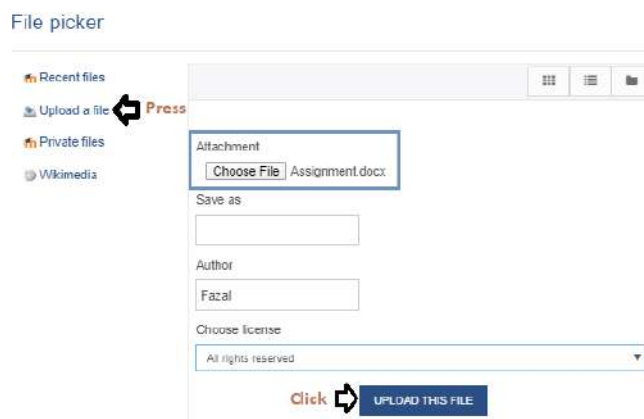 File picker
Recent files
Upload a file
Press
Private files
Wikimedia
Attachment
Choose File Assignment.docx
Save as
Author
Fazal
Choose license
All rights reserved
Click
UPLOAD THIS FILE